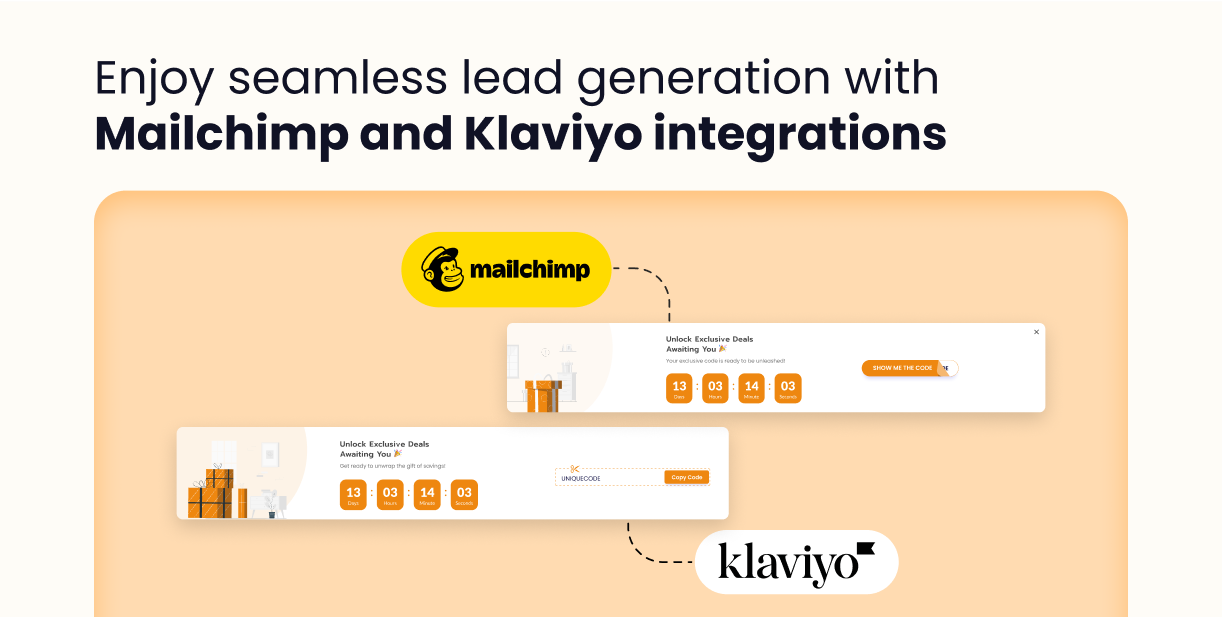 Enjoy seamless lead generation with
Mailchimp and Klaviyo integrations
mailchimp
Unlock Exclusive Deals
Awaiting You 🎉
Your exclusive code is ready to be unleashed!
13 : 03 : 14 : 03
Days Hours Minute Seconds
SHOW ME THE CODE DE
Unlock Exclusive Deals
Awaiting You 🎉
Get ready to unwrap the gift of savings!
13 : 03 : 14 : 03
Days Hours Minute Seconds
UNIQUECODE
Copy Code
klaviyo